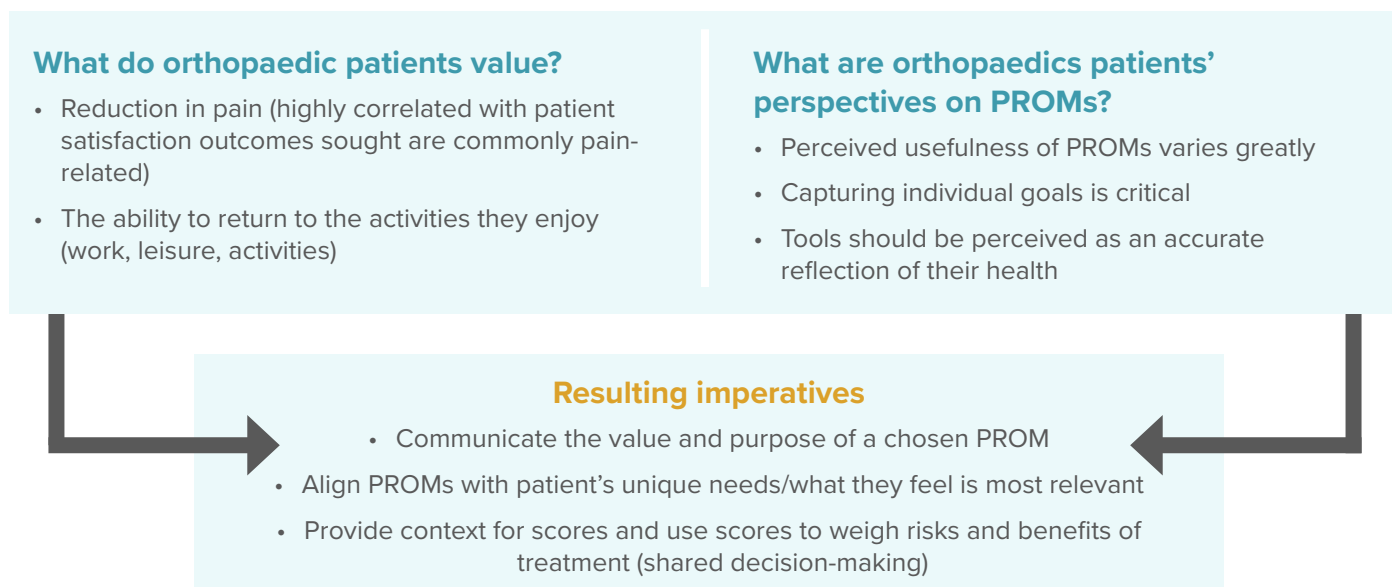 What do orthopaedic patients value?
• Reduction in pain (highly correlated with patient
satisfaction outcomes sought are commonly pain-
related)
• The ability to return to the activities they enjoy
(work, leisure, activities)
What are orthopaedics patients’
perspectives on PROMs?
• Perceived usefulness of PROMs varies greatly
• Capturing individual goals is critical
• Tools should be perceived as an accurate
reflection of their health
Resulting imperatives
• Communicate the value and purpose of a chosen PROM
• Align PROMs with patient’s unique needs/what they feel is most relevant
• Provide context for scores and use scores to weigh risks and benefits of
treatment (shared decision-making)